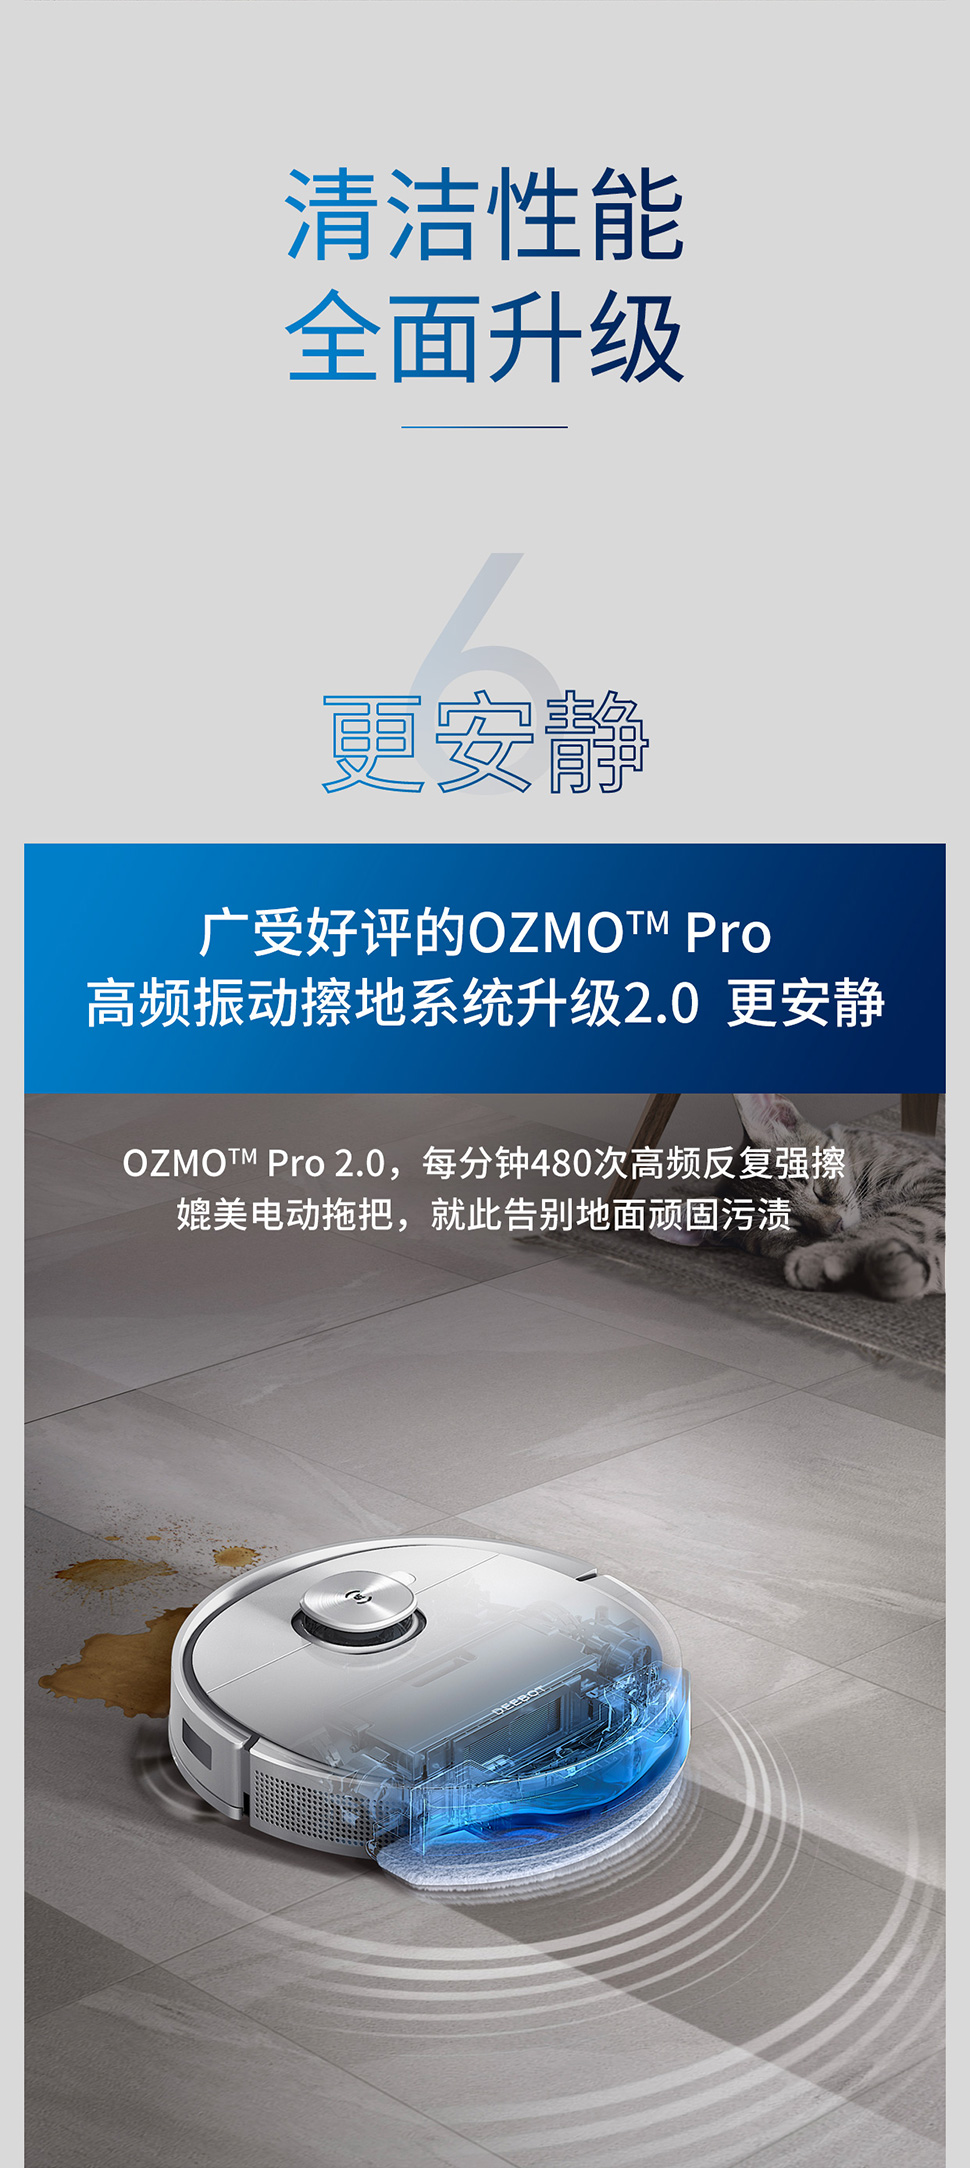 清洁性能
全面升级
6
更安静
广受好评的OZMO™ Pro
高频振动擦地系统升级2.0 更安静
OZMO™ Pro 2.0，每分钟480次高频反复强擦
媲美电动拖把，就此告别地面顽固污渍
DEEBOT